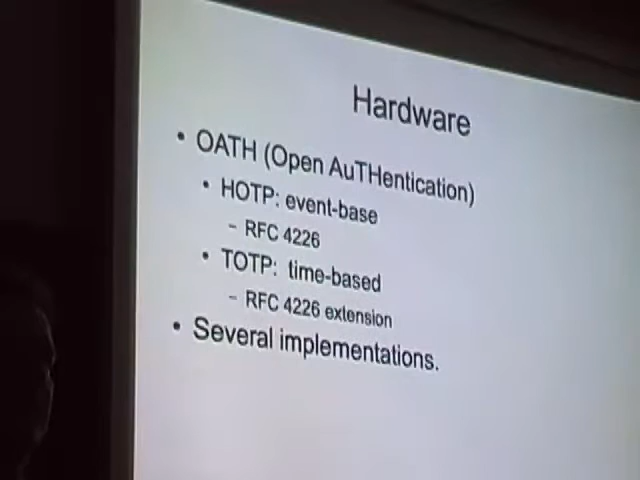 Hardware
• OATH (Open AuTHentication)
• HOTP: event-base
– RFC 4226
• TOTP: time-based
– RFC 4226 extension
• Several implementations.